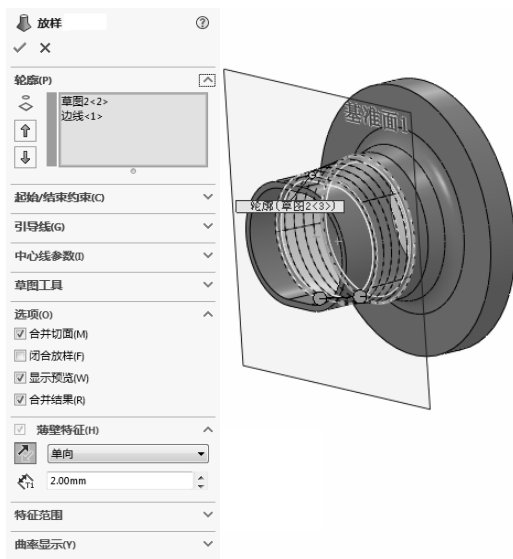 放样
轮廓(P)
草图2<2>
边线<1>
起始/结束约束(C)
引导线(G)
中心线参数(I)
草图工具
选项(O)
合并切面(M)
闭合放样(F)
显示预览(W)
合并结果(R)
薄壁特征(H)
单向
T1
2.00mm
特征范围
曲率显示(Y)
基准面1
轮廓(草图2<3>)